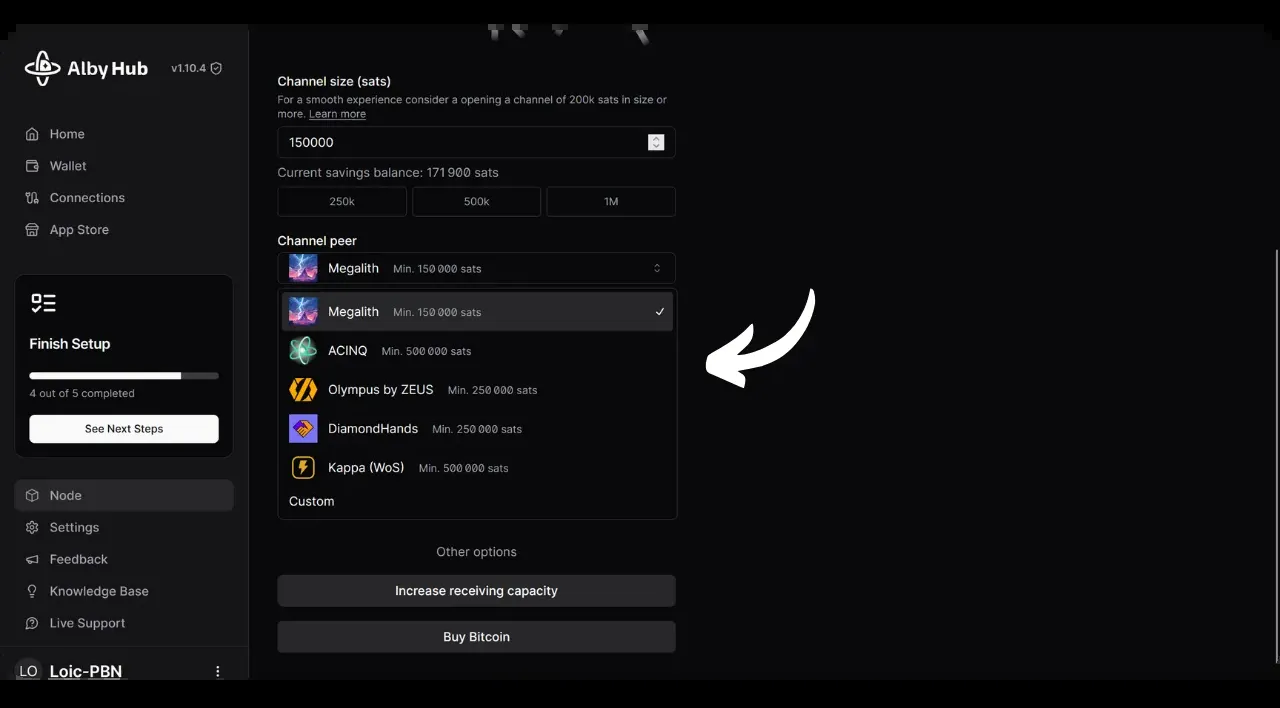 Alby Hub
v1.10.4
Home
Wallet
Connections
App Store
Finish Setup
4 out of 5 completed
See Next Steps
Node
Settings
Feedback
Knowledge Base
Live Support
LO
Loic-PBN
Channel size (sats)
For a smooth experience consider a opening a channel of 200k sats in size or
more. Learn more
150000
Current savings balance: 171 900 sats
250k
500k
1M
Channel peer
Megalith Min. 150 000 sats
Megalith Min. 150 000 sats
ACINQ Min. 500 000 sats
Olympus by ZEUS Min. 250 000 sats
DiamondHands Min. 250 000 sats
Kappa (WoS) Min. 500 000 sats
Custom
Other options
Increase receiving capacity
Buy Bitcoin